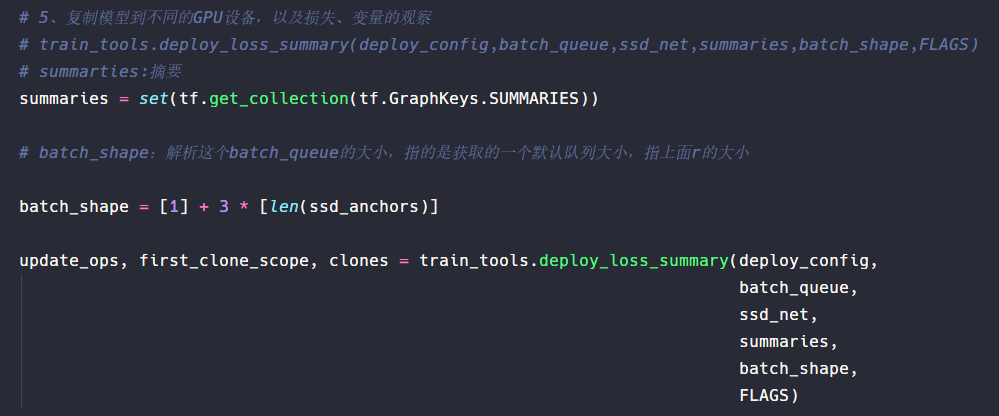 # 5、复制模型到不同的GPU设备，以及损失、变量的观察
# train_tools.deploy_loss_summary(deploy_config,batch_queue,ssd_net,summaries,batch_shape,FLAGS)
# summarties:摘要
summaries = set(tf.get_collection(tf.GraphKeys.SUMMARIES))
# batch_shape：解析这个batch_queue的大小，指的是获取的一个默认队列大小，指上面r的大小
batch_shape = [1] + 3 * [len(ssd_anchors)]
update_ops, first_clone_scope, clones = train_tools.deploy_loss_summary(deploy_config,
batch_queue,
ssd_net,
summaries,
batch_shape,
FLAGS)